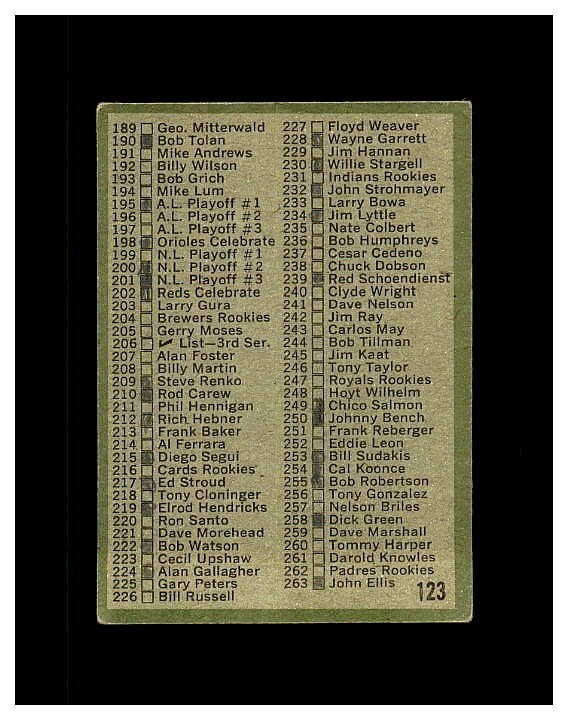 189 Geo. Mitterwald
190 Bob Tolan
191 Mike Andrews
192 Billy Wilson
193 Bob Grich
194 Mike Lum
195 A.L. Playoff #1
196 A.L. Playoff #2
197 A.L. Playoff #3
198 Orioles Celebrate
199 N.L. Playoff #1
200 N.L. Playoff #2
201 N.L. Playoff #3
202 Reds Celebrate
203 Larry Gura
204 Brewers Rookies
205 Gerry Moses
206 ✓ List—3rd Ser.
207 Alan Foster
208 Billy Martin
209 Steve Renko
210 Rod Carew
211 Phil Hennigan
212 Rich Hebner
213 Frank Baker
214 Al Ferrara
215 Diego Segui
216 Cards Rookies
217 Ed Stroud
218 Tony Cloninger
219 Elrod Hendricks
220 Ron Santo
221 Dave Morehead
222 Bob Watson
223 Cecil Upshaw
224 Alan Gallagher
225 Gary Peters
226 Bill Russell
227 Floyd Weaver
228 Wayne Garrett
229 Jim Hannan
230 Willie Stargell
231 Indians Rookies
232 John Strohmayer
233 Larry Bowa
234 Jim Lyttle
235 Nate Colbert
236 Bob Humphreys
237 Cesar Cedeno
238 Chuck Dobson
239 Red Schoendienst
240 Clyde Wright
241 Dave Nelson
242 Jim Ray
243 Carlos May
244 Bob Tillman
245 Jim Kaat
246 Tony Taylor
247 Royals Rookies
248 Hoyt Wilhelm
249 Chico Salmon
250 Johnny Bench
251 Frank Reberger
252 Eddie Leon
253 Bill Sudakis
254 Cal Koonce
255 Bob Robertson
256 Tony Gonzalez
257 Nelson Briles
258 Dick Green
259 Dave Marshall
260 Tommy Harper
261 Darold Knowles
262 Padres Rookies
263 John Ellis
123